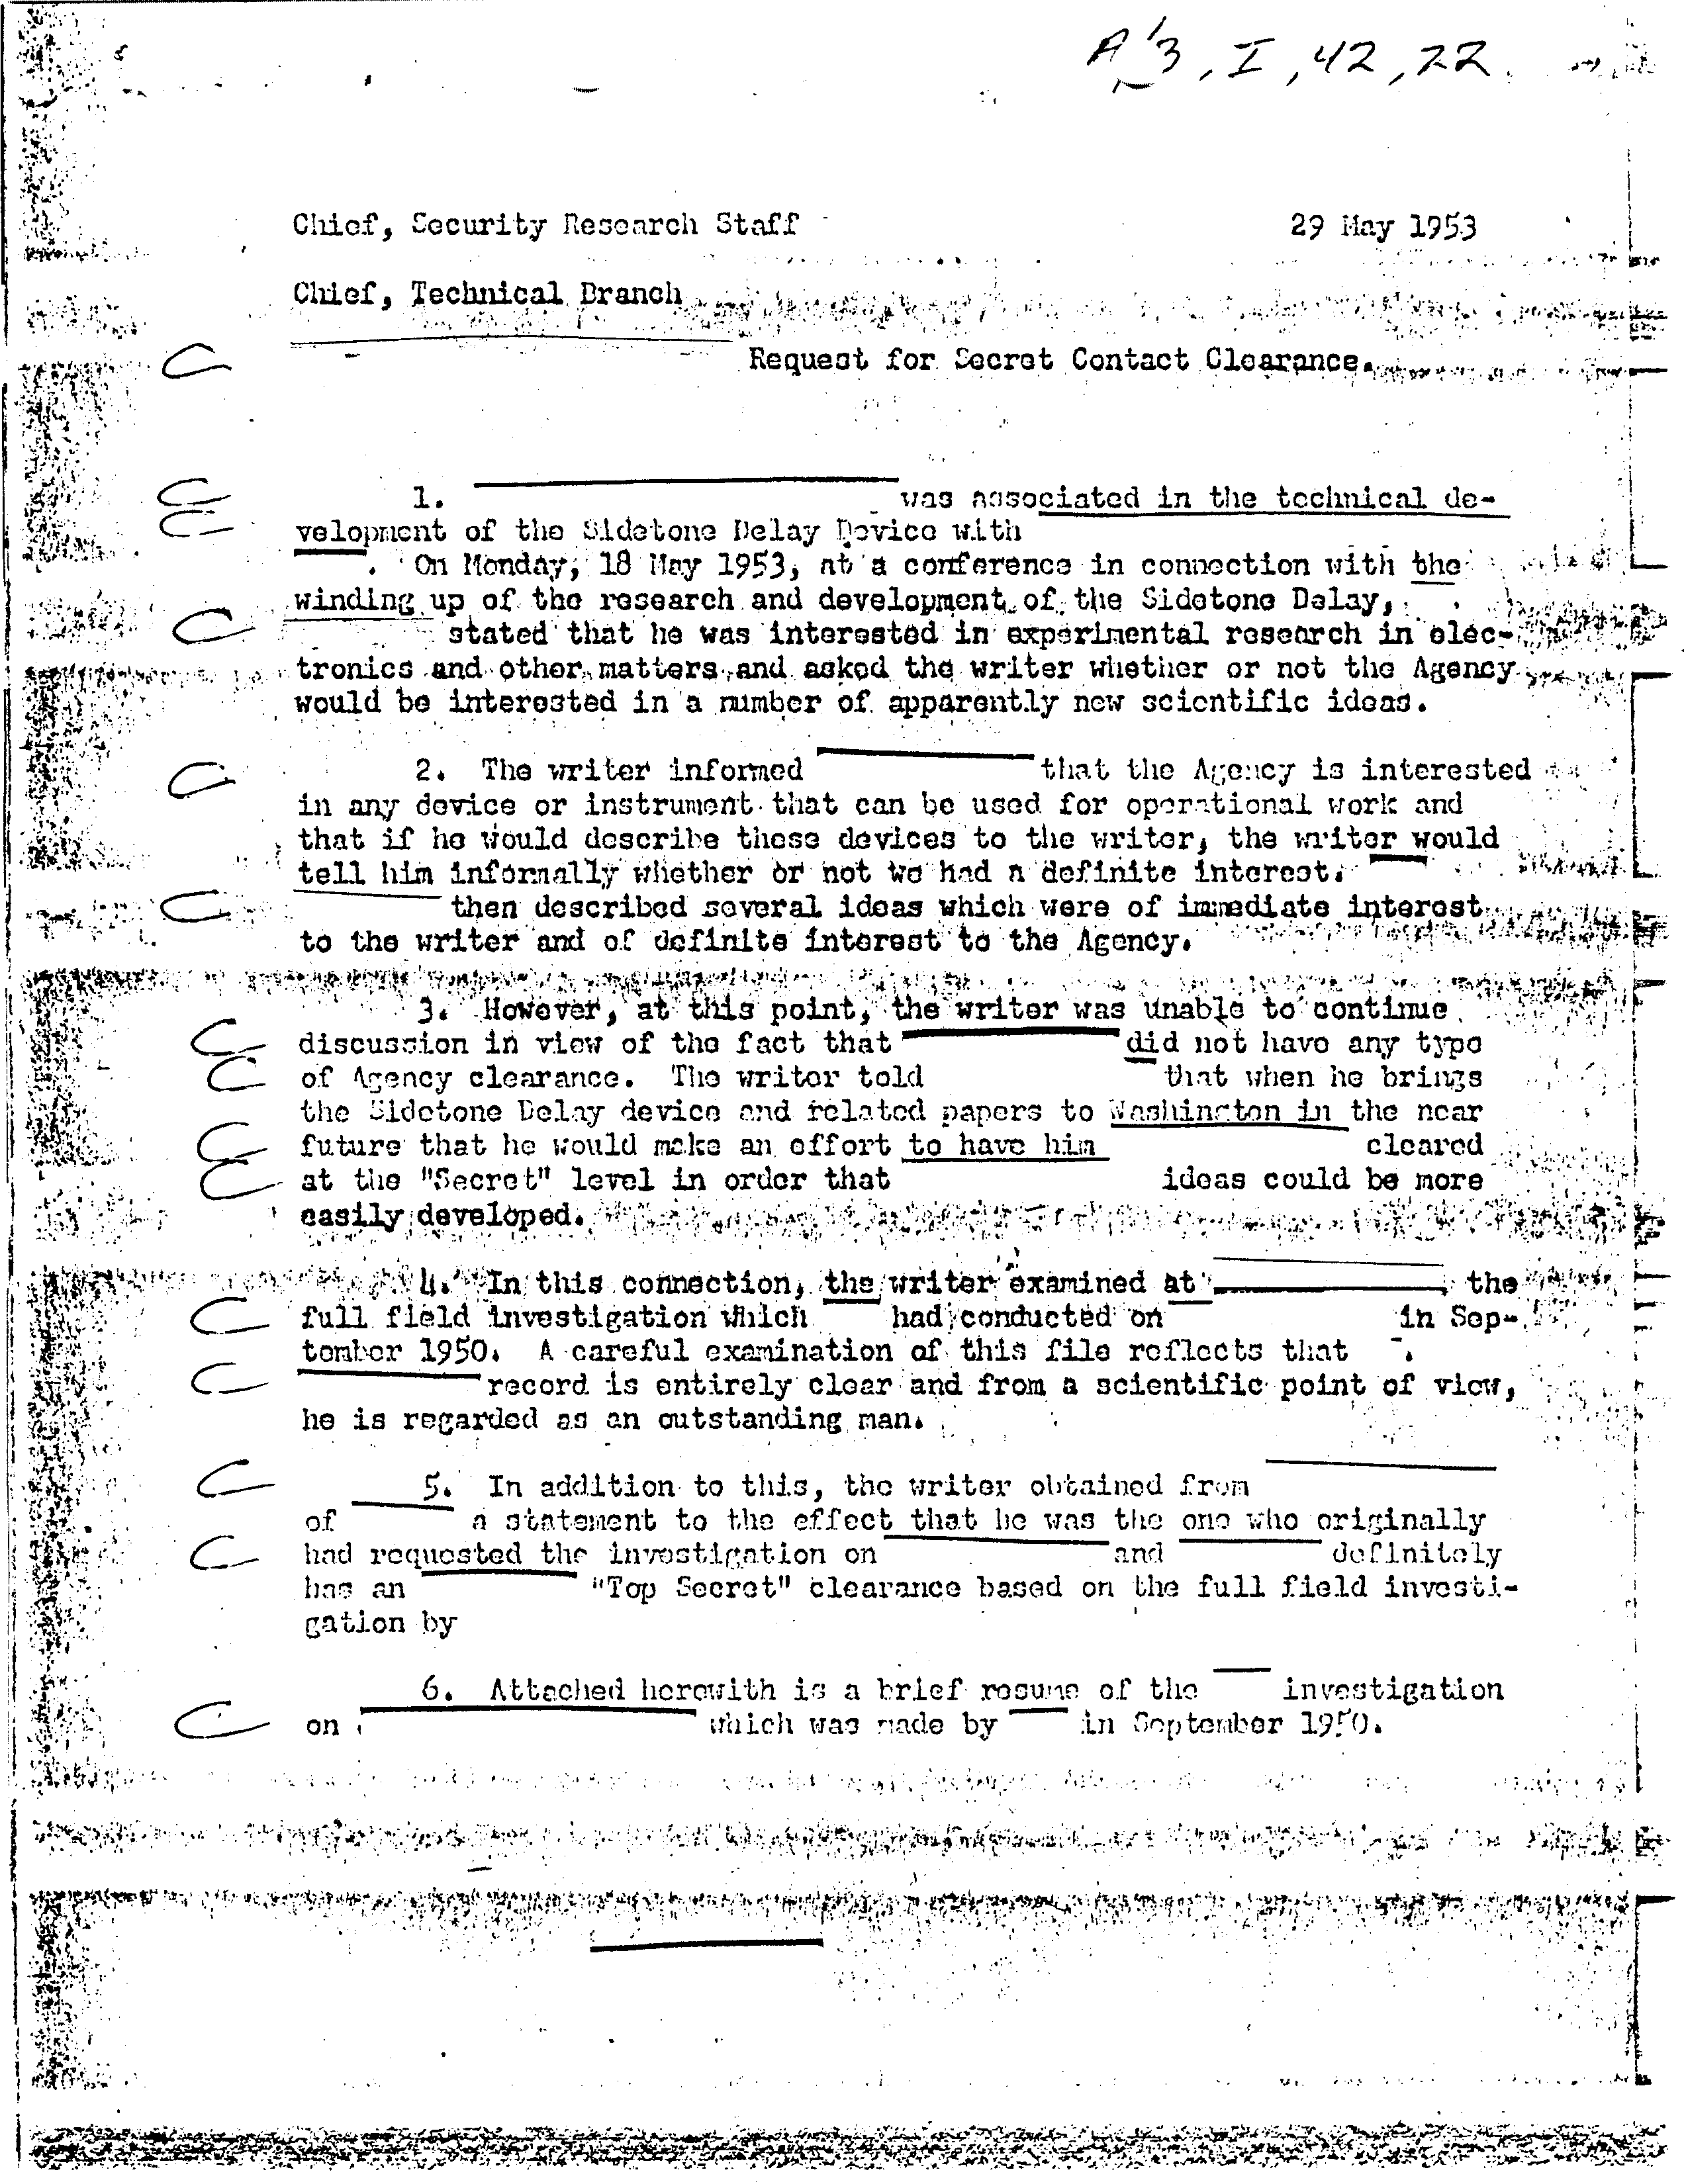 A/3, I, 42, 22
Chief, Security Research Staff 29 May 1953
Chief, Technical Branch
Request for Secret Contact Clearance.
1. was associated in the technical de-
velopment of the Sidetone Delay Device with
. On Monday, 18 May 1953, at a conference in connection with the
winding up of the research and development of the Sidetone Delay,
stated that he was interested in experimental research in elec-
tronics and other matters and asked the writer whether or not the Agency
would be interested in a number of apparently new scientific ideas.
2. The writer informed that the Agency is interested
in any device or instrument that can be used for operational work and
that if he would describe these devices to the writer, the writer would
tell him informally whether or not we had a definite interest.
then described several ideas which were of immediate interest
to the writer and of definite interest to the Agency.
3. However, at this point, the writer was unable to continue
discussion in view of the fact that did not have any type
of Agency clearance. The writer told that when he brings
the Sidetone Delay device and related papers to Washington in the near
future that he would make an effort to have him cleared
at the "Secret" level in order that ideas could be more
easily developed.
4. In this connection, the writer examined at the
full field investigation which had conducted on in Sep-
tember 1950. A careful examination of this file reflects that
record is entirely clear and from a scientific point of view,
he is regarded as an outstanding man.
5. In addition to this, the writer obtained from
of a statement to the effect that he was the one who originally
had requested the investigation on and definitely
has an "Top Secret" clearance based on the full field investi-
gation by
6. Attached herewith is a brief resume of the investigation
on which was made by in September 1950.